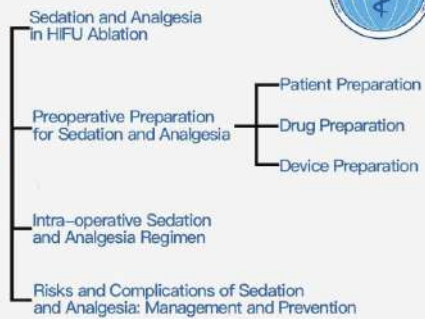 Sedation and Analgesia
in HIFU Ablation
Preoperative Preparation
for Sedation and Analgesia
Patient Preparation
Drug Preparation
Device Preparation
Intra-operative Sedation
and Analgesia Regimen
Risks and Complications of Sedation
and Analgesia: Management and Prevention